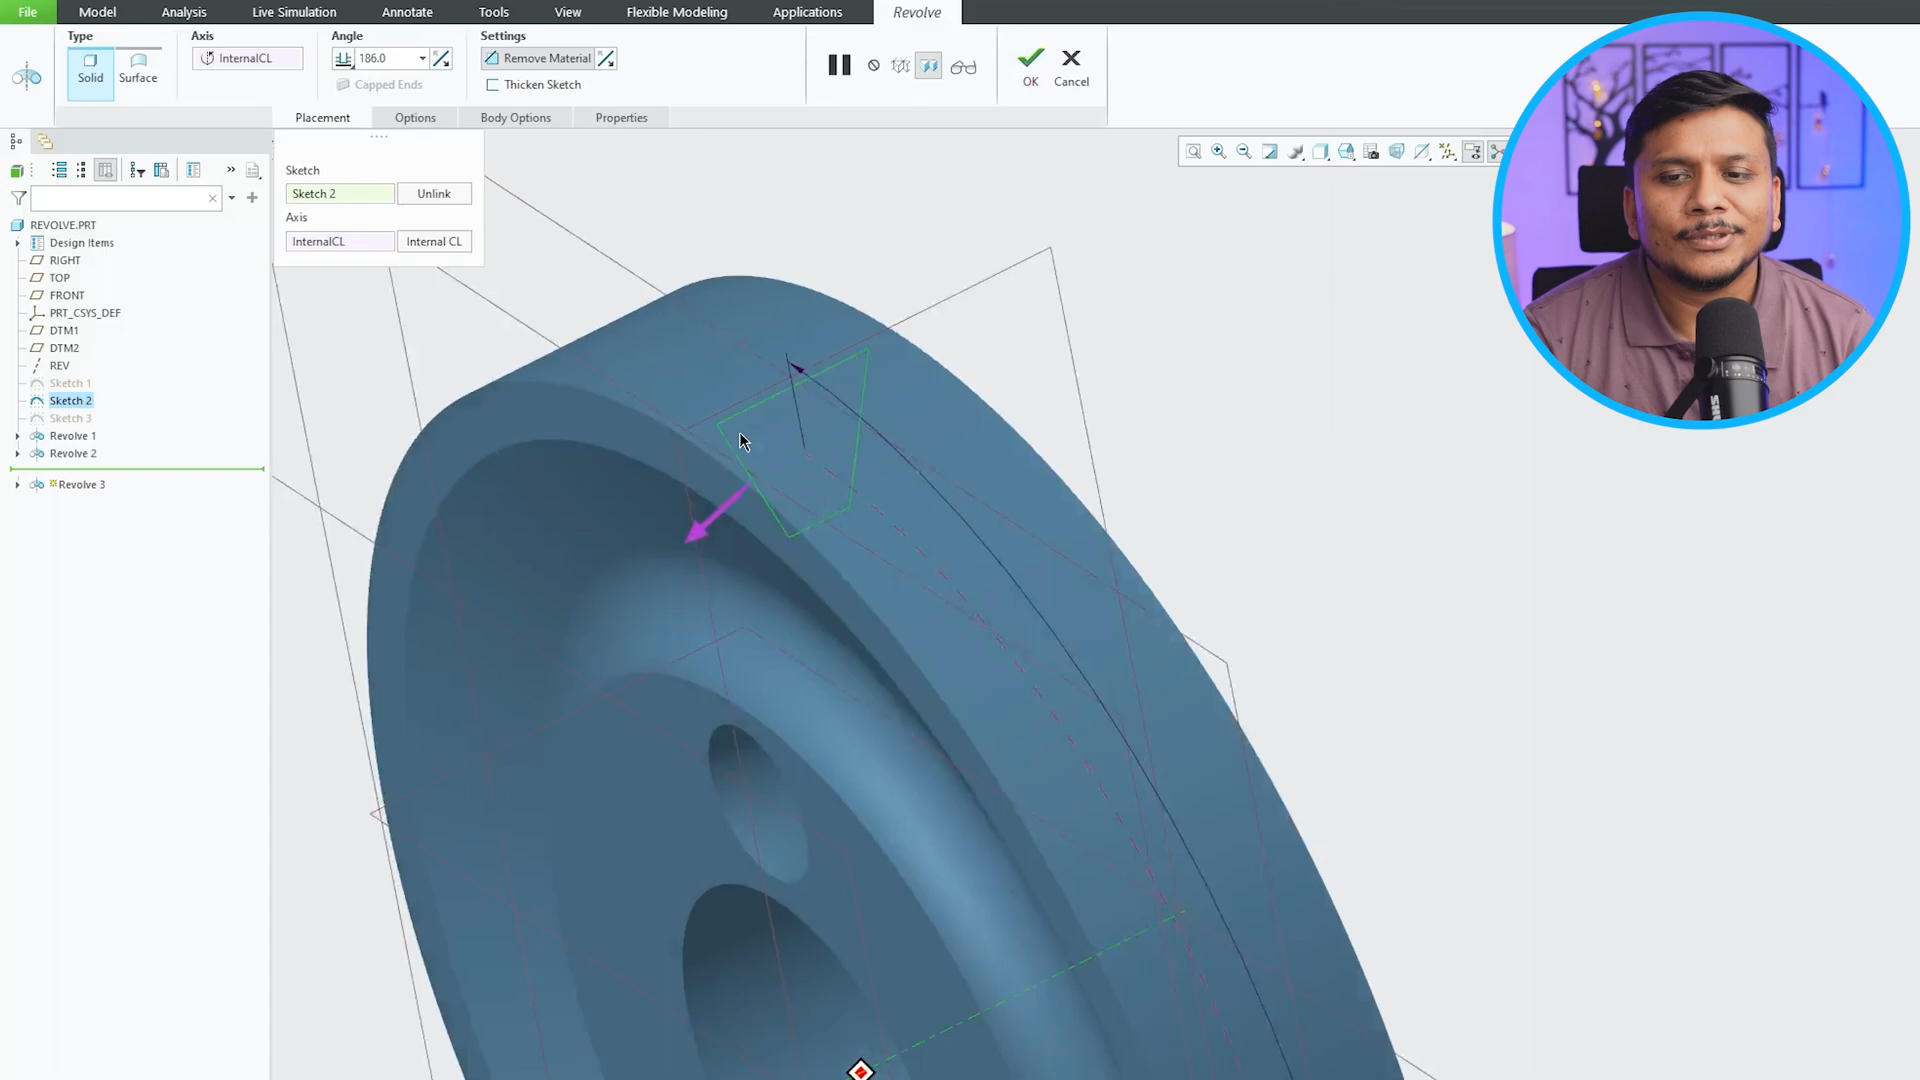 File Model Analysis Live Simulation Annotate Tools View Flexible Modeling Applications Revolve
Type Axis Angle Settings
InternalCL 186.0 Remove Material
Solid Surface Capped Ends Thicken Sketch OK Cancel
Placement Options Body Options Properties
Sketch
Sketch 2 Unlink
Axis
InternalCL Internal CL
REVOLVE.PRT
Design Items
RIGHT
TOP
FRONT
PRT_CSYS_DEF
DTM1
DTM2
REV
Sketch 1
Sketch 2
Sketch 3
Revolve 1
Revolve 2
Revolve 3